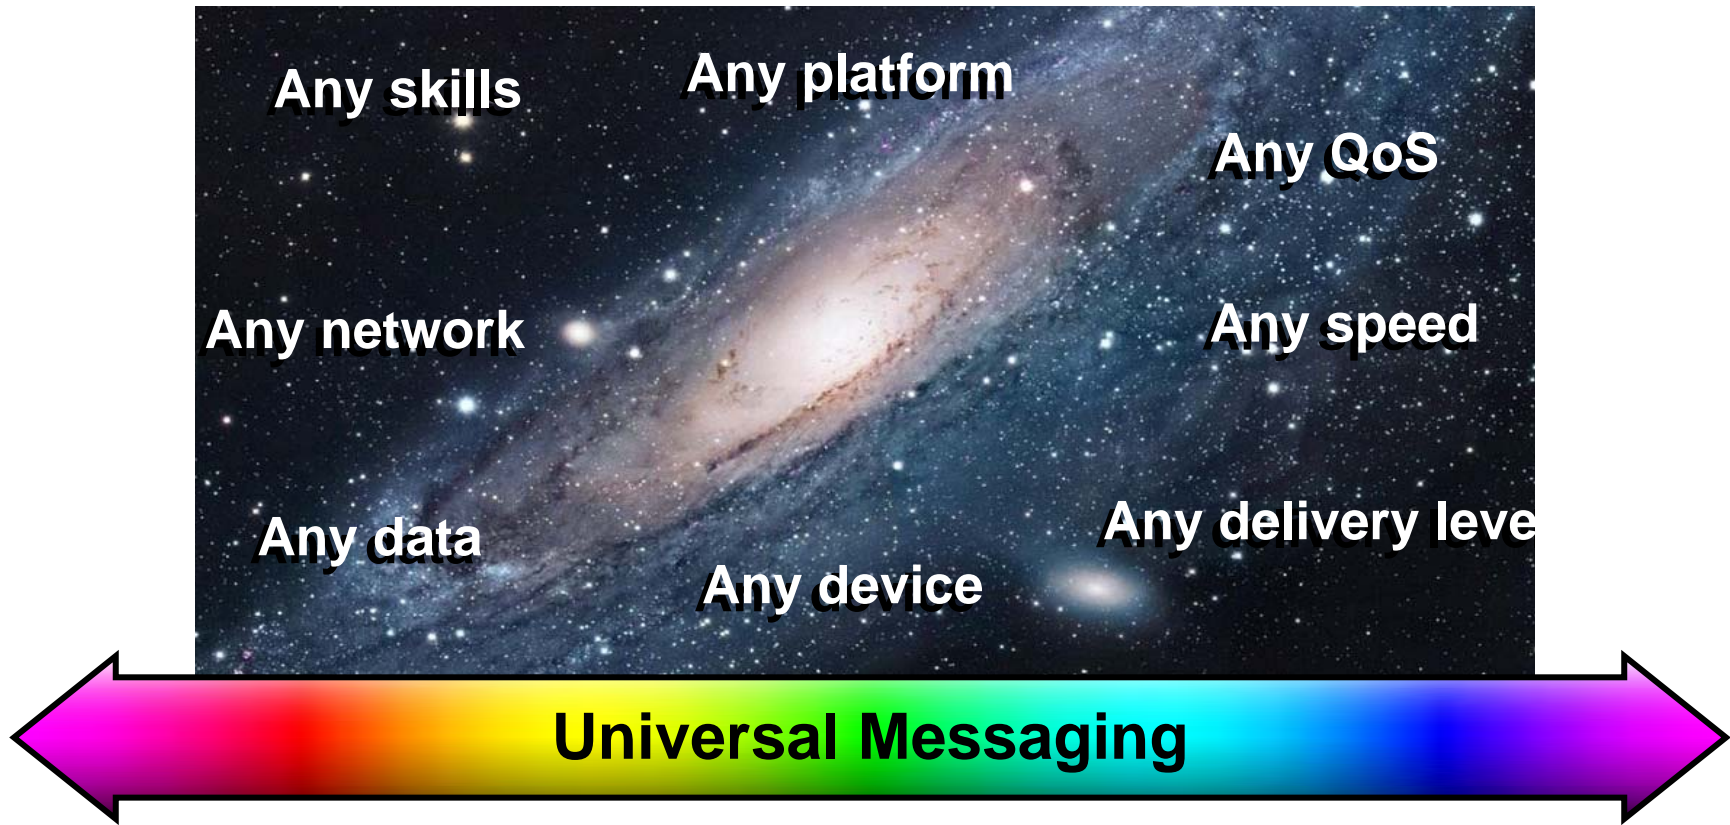 Any skills
Any platform
Any QoS
Any network
Any speed
Any data
Any delivery leve
Any device
Universal Messaging